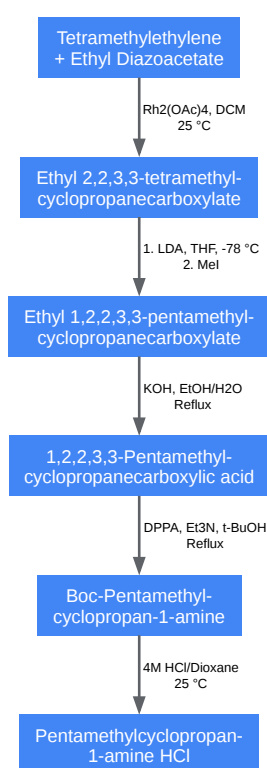 Tetramethylethylene
+ Ethyl Diazoacetate
Rh2(OAc)4, DCM
25 °C
Ethyl 2,2,3,3-tetramethyl-
cyclopropanecarboxylate
1. LDA, THF, -78 °C
2. MeI
Ethyl 1,2,2,3,3-pentamethyl-
cyclopropanecarboxylate
KOH, EtOH/H2O
Reflux
1,2,2,3,3-Pentamethyl-
cyclopropanecarboxylic acid
DPPA, Et3N, t-BuOH
Reflux
Boc-Pentamethyl-
cyclopropan-1-amine
4M HCl/Dioxane
25 °C
Pentamethylcyclopropan-
1-amine HCl